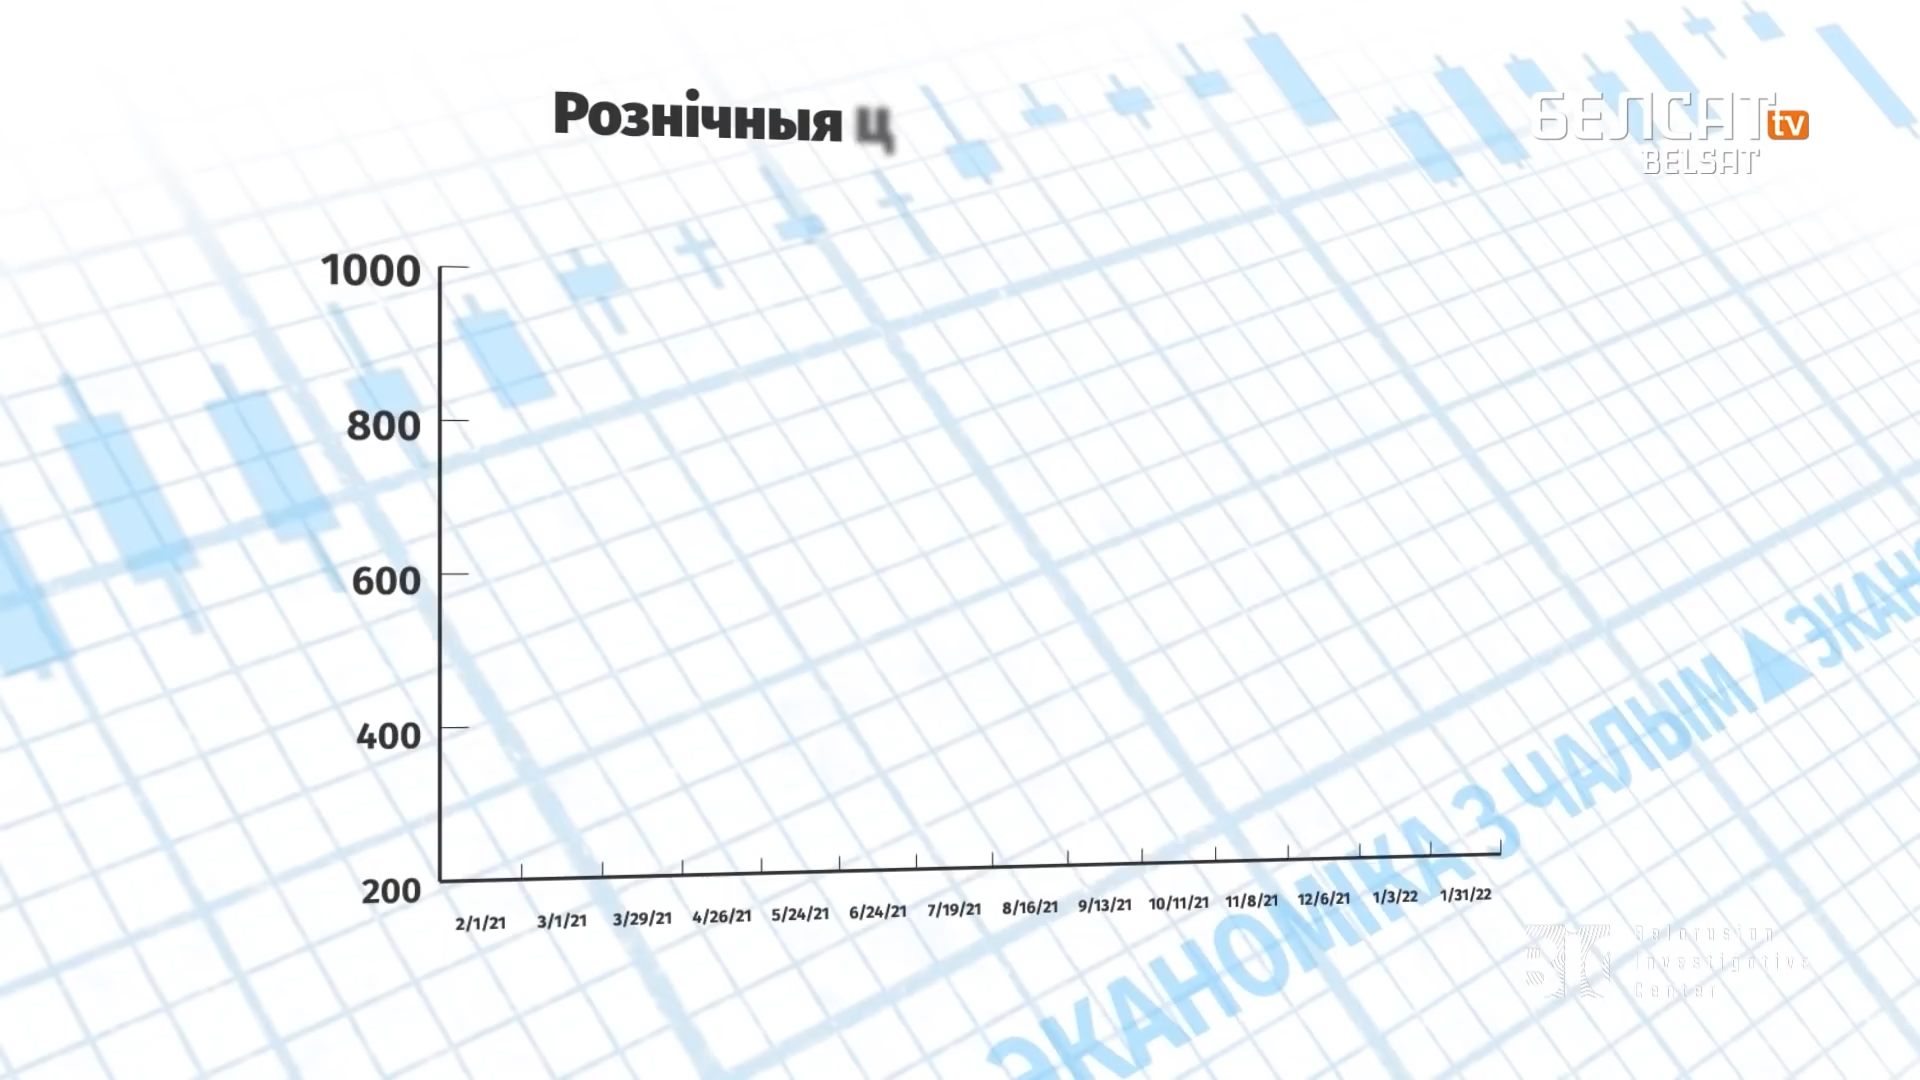 Рознічныя ц
БЕЛСАТ tv
BELSAT
1000
800
600
400
200
2/1/21 3/1/21 3/29/21 4/26/21 5/24/21 6/24/21 7/19/21 8/16/21 9/13/21 10/11/21 11/8/21 12/6/21 1/3/22 1/31/22
ЭКАНОМІКА З ЧАЛЫМ ▲ ЭКАНО
Belarusian
Investigative
Center